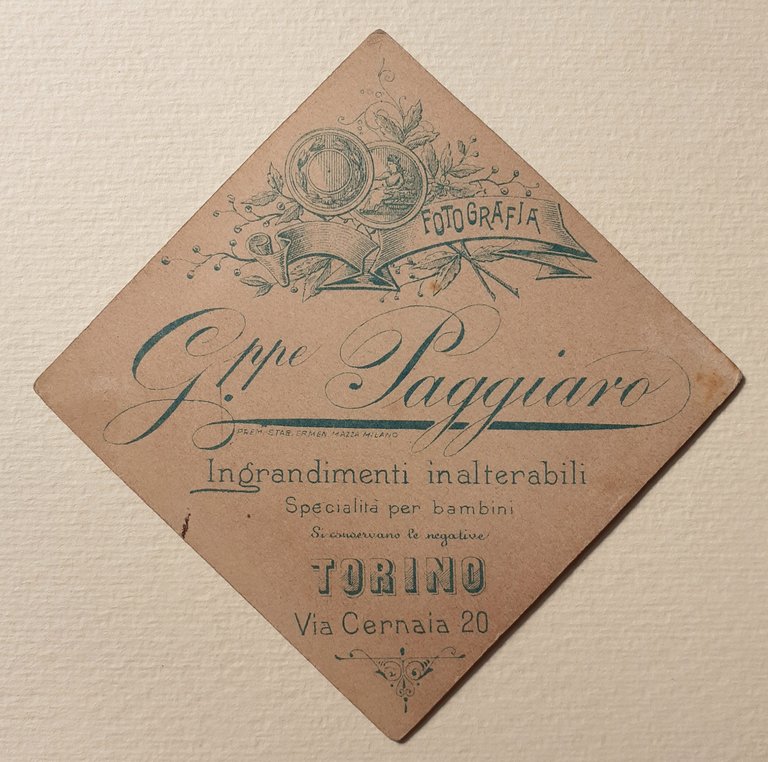 FOTOGRAFIA
G.ppe Paggiaro
PREM. STAB. ERMEN. MAZZA MILANO
Ingrandimenti inalterabili
Specialità per bambini
Si conservano le negative
TORINO
Via Cernaia 20